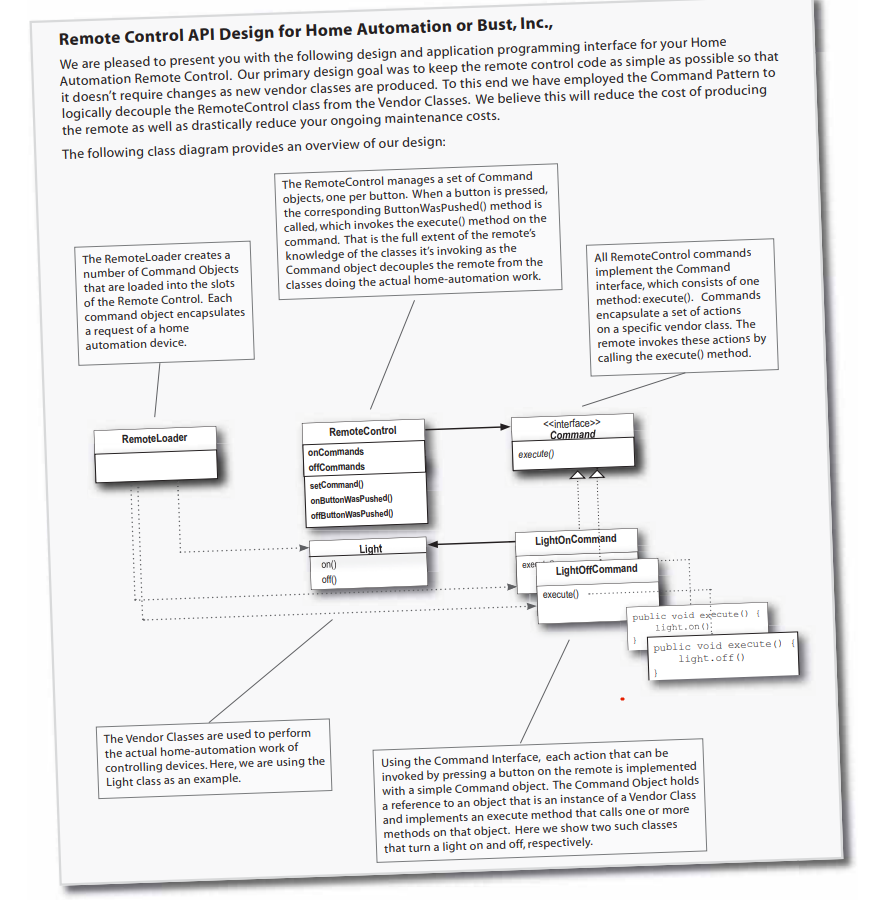 Remote Control API Design for Home Automation or Bust, Inc.,
We are pleased to present you with the following design and application programming interface for your Home
Automation Remote Control. Our primary design goal was to keep the remote control code as simple as possible so that
it doesn't require changes as new vendor classes are produced. To this end we have employed the Command Pattern to
logically decouple the RemoteControl class from the Vendor Classes. We believe this will reduce the cost of producing
the remote as well as drastically reduce your ongoing maintenance costs.
The following class diagram provides an overview of our design:
The RemoteControl manages a set of Command
objects, one per button. When a button is pressed,
the corresponding ButtonWasPushed() method is
called, which invokes the execute() method on the
command. That is the full extent of the remote's
knowledge of the classes it's invoking as the
Command object decouples the remote from the
classes doing the actual home-automation work.
The RemoteLoader creates a
number of Command Objects
that are loaded into the slots
of the Remote Control. Each
command object encapsulates
a request of a home
automation device.
All RemoteControl commands
implement the Command
interface, which consists of one
method: execute(). Commands
encapsulate a set of actions
on a specific vendor class. The
remote invokes these actions by
calling the execute() method.
RemoteLoader
RemoteControl
onCommands
offCommands
setCommand()
onButtonWasPushed()
offButtonWasPushed()
<<interface>>
Command
execute()
Light
on()
off()
LightOnCommand
LightOffCommand
execute()
public void execute() {
light.on()
}
public void execute() {
light.off()
}
The Vendor Classes are used to perform
the actual home-automation work of
controlling devices. Here, we are using the
Light class as an example.
Using the Command Interface, each action that can be
invoked by pressing a button on the remote is implemented
with a simple Command object. The Command Object holds
a reference to an object that is an instance of a Vendor Class
and implements an execute method that calls one or more
methods on that object. Here we show two such classes
that turn a light on and off, respectively.